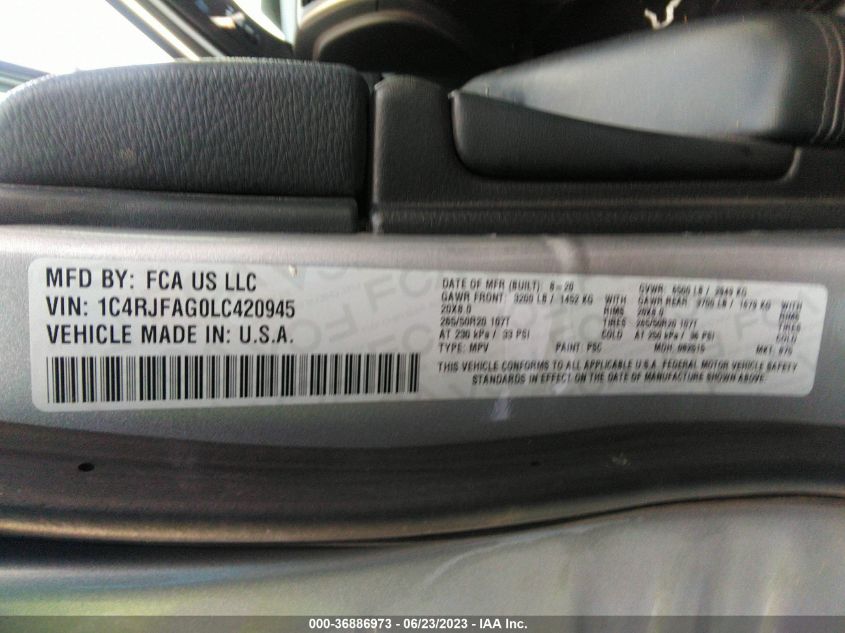 MFD BY: FCA US LLC
VIN: 1C4RJFAG0LC420945
VEHICLE MADE IN: U.S.A.
DATE OF MFR (BUILT): 8-20 GVWR: 6500 LB / 2949 KG
GAWR FRONT: 3200 LB / 1452 KG WITH GAWR REAR: 3700 LB / 1679 KG WITH
20X8.0 RIMS 20X8.0 RIMS
265/50R20 107T TIRES 265/50R20 107T TIRES
AT 230 kPa / 33 PSI COLD AT 250 kPa / 36 PSI COLD
TYPE: MPV PAINT: PSC MDH: MKT:
THIS VEHICLE CONFORMS TO ALL APPLICABLE U.S.A. FEDERAL MOTOR VEHICLE SAFETY
STANDARDS IN EFFECT ON THE DATE OF MANUFACTURE SHOWN ABOVE.
000-36886973 - 06/23/2023 - IAA Inc.